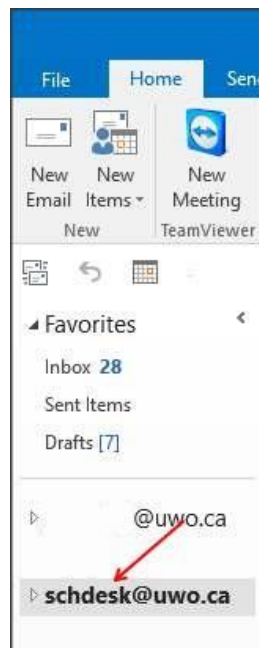 File Home Sen
New Email New Items New Meeting
New TeamViewer
Favorites
Inbox 28
Sent Items
Drafts [7]
@uwo.ca
schdesk@uwo.ca